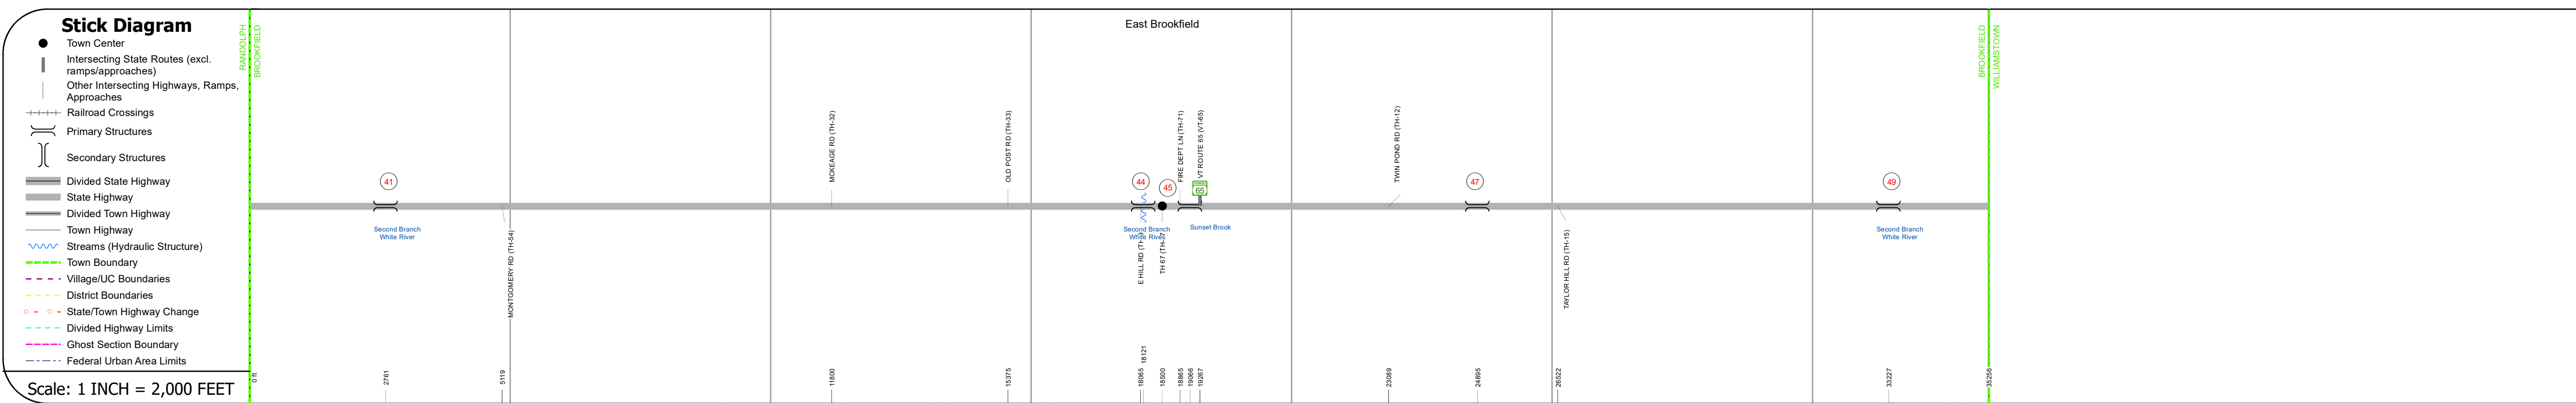 Stick Diagram
Town Center
Intersecting State Routes (excl.
ramps/approaches)
Other Intersecting Highways, Ramps,
Approaches
Railroad Crossings
Primary Structures
Secondary Structures
Divided State Highway
State Highway
Divided Town Highway
Town Highway
Streams (Hydraulic Structure)
Town Boundary
Village/UC Boundaries
District Boundaries
State/Town Highway Change
Divided Highway Limits
Ghost Section Boundary
Federal Urban Area Limits
Scale: 1 INCH = 2,000 FEET
RANDOLPH
BROOKFIELD
East Brookfield
BROOKFIELD
WILLIAMSTOWN
MCKEAGE RD (TH-32)
OLD POST RD (TH-33)
FIRE DEPT LN (TH-71)
VT ROUTE 65 (VT-65)
TWIN POND RD (TH-12)
41
44
45
65
47
49
Second Branch
White River
Second Branch
White River
Sunset Brook
Second Branch
White River
MONTGOMERY RD (TH-54)
E HILL RD
TH 67
TAYLOR HILL RD (TH-15)
0 ft
2761
5119
11800
15375
18065
18121
18500
18865
19066
19267
23089
24895
26522
33227
35256